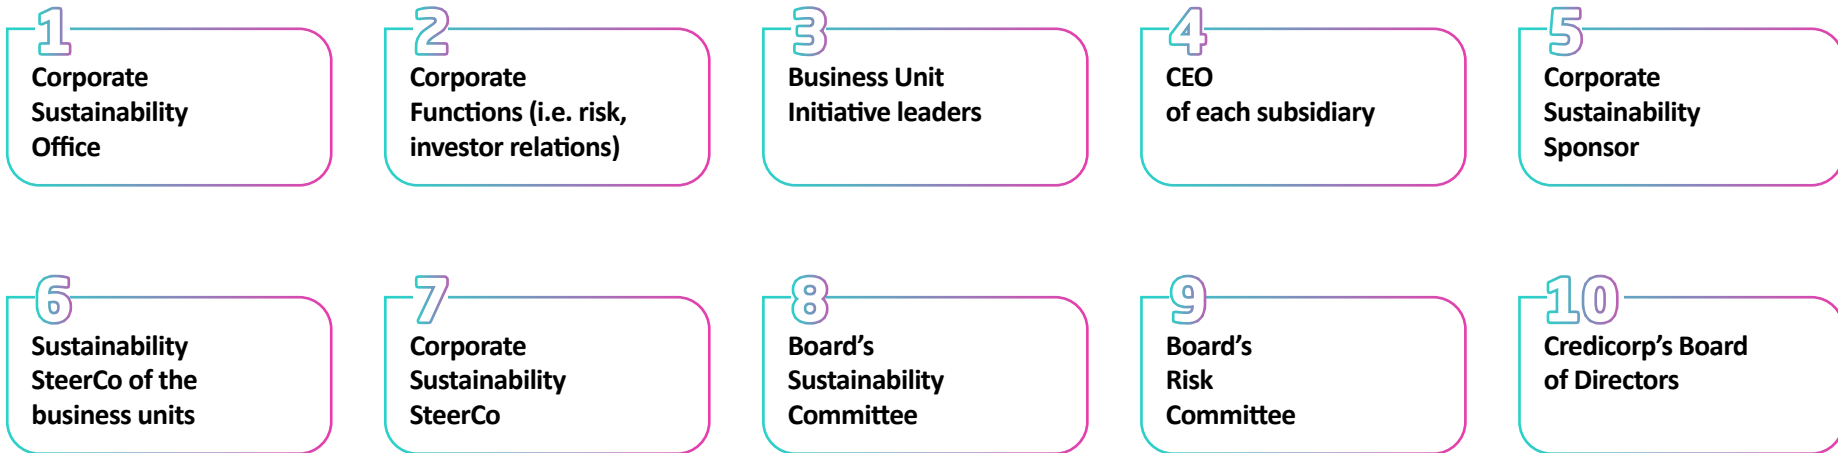 1
Corporate
Sustainability
Office
2
Corporate
Functions (i.e. risk,
investor relations)
3
Business Unit
Initiative leaders
4
CEO
of each subsidiary
5
Corporate
Sustainability
Sponsor
6
Sustainability
SteerCo of the
business units
7
Corporate
Sustainability
SteerCo
8
Board’s
Sustainability
Committee
9
Board’s
Risk
Committee
10
Credicorp’s Board
of Directors